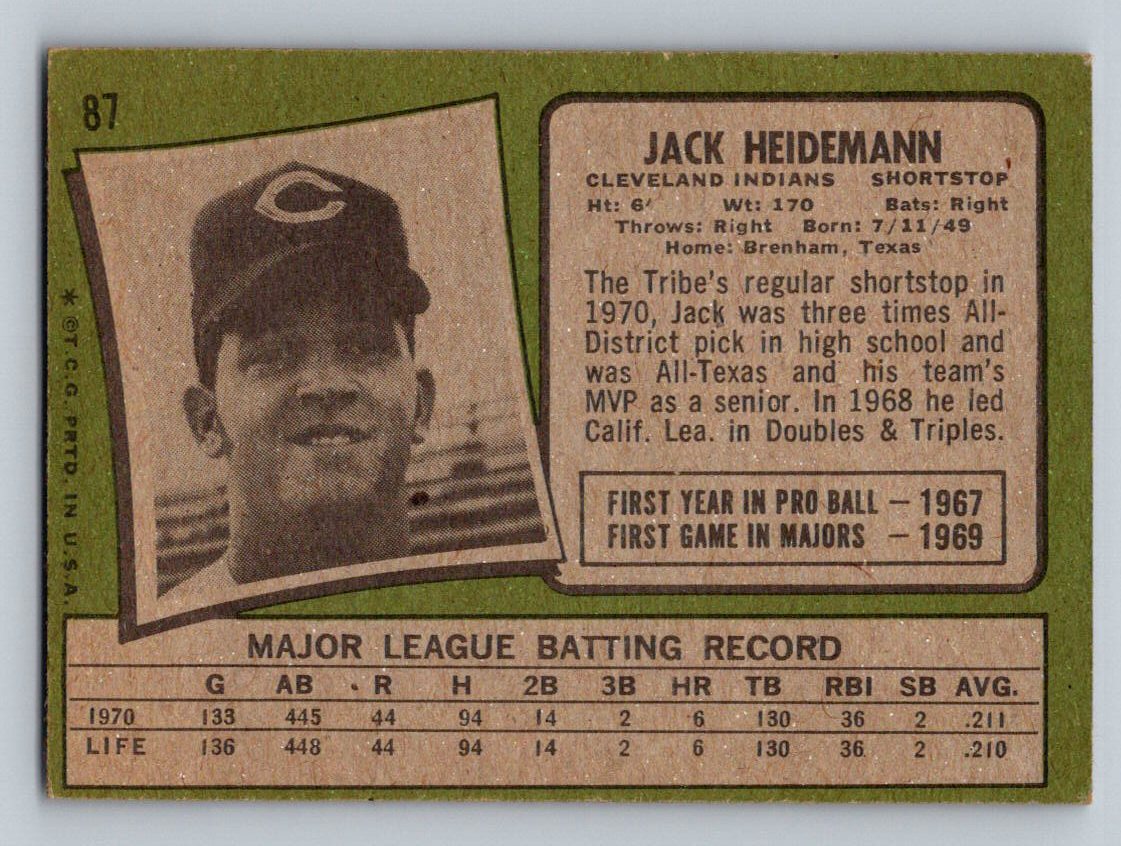 87
C
* ©T.C.G. PRTD. IN U.S.A.
JACK HEIDEMANN
CLEVELAND INDIANS SHORTSTOP
Ht: 6' Wt: 170 Bats: Right
Throws: Right Born: 7/11/49
Home: Brenham, Texas
The Tribe's regular shortstop in
1970, Jack was three times All-
District pick in high school and
was All-Texas and his team's
MVP as a senior. In 1968 he led
Calif. Lea. in Doubles & Triples.
FIRST YEAR IN PRO BALL — 1967
FIRST GAME IN MAJORS — 1969
MAJOR LEAGUE BATTING RECORD
G AB R H 2B 3B HR TB RBI SB AVG.
1970 133 445 44 94 14 2 6 130 36 2 .211
LIFE 136 448 44 94 14 2 6 130 36 2 .210